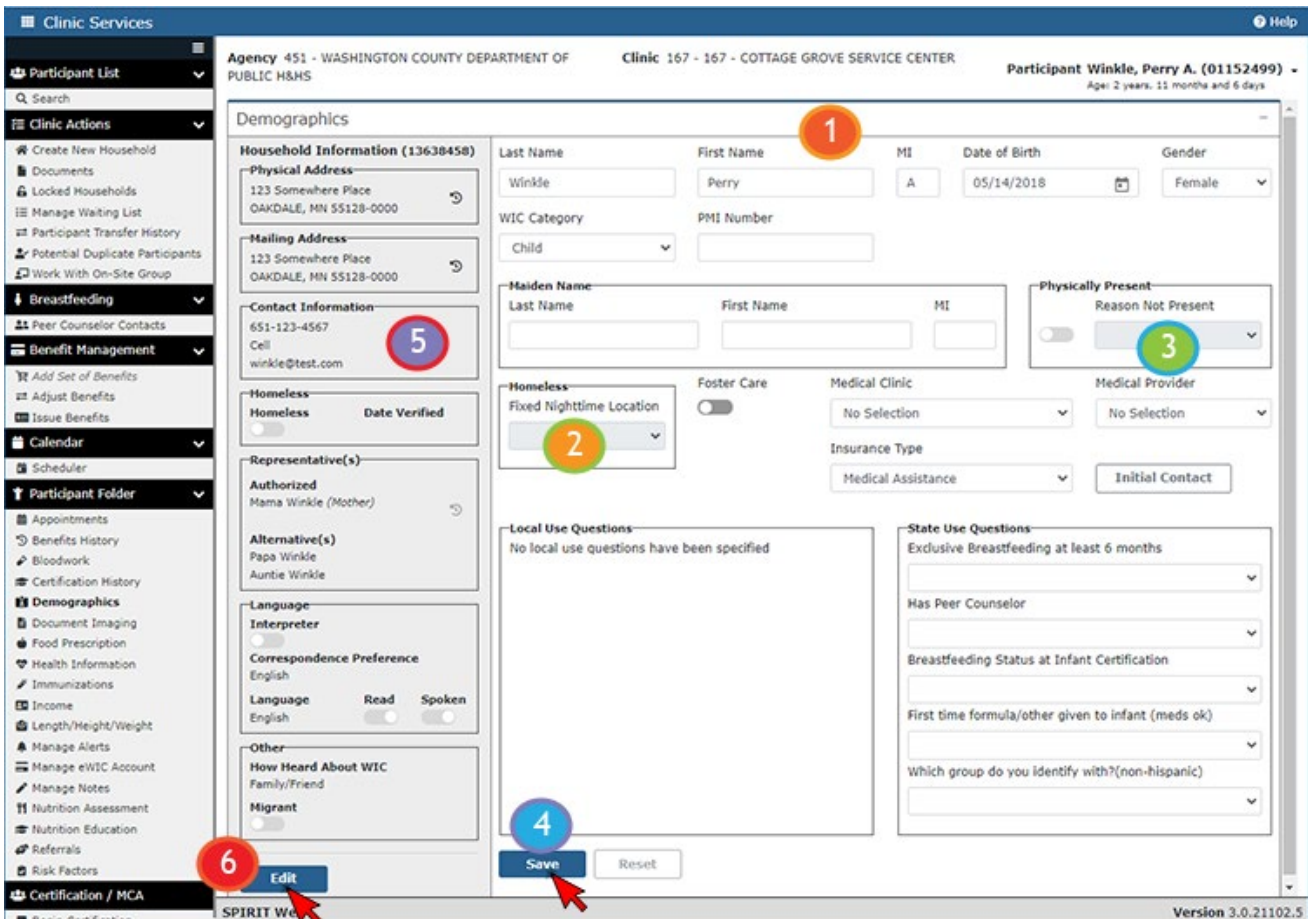 Clinic Services
Help
Participant List
Search
Clinic Actions
Create New Household
Documents
Locked Households
Manage Waiting List
Participant Transfer History
Potential Duplicate Participants
Work With On-Site Group
Breastfeeding
Peer Counselor Contacts
Benefit Management
Add Set of Benefits
Adjust Benefits
Issue Benefits
Calendar
Scheduler
Participant Folder
Appointments
Benefits History
Bloodwork
Certification History
Demographics
Document Imaging
Food Prescription
Health Information
Immunizations
Income
Length/Height/Weight
Manage Alerts
Manage eWIC Account
Manage Notes
Nutrition Assessment
Nutrition Education
Referrals
Risk Factors
Certification / MCA
Agency 451 - WASHINGTON COUNTY DEPARTMENT OF
PUBLIC H&HS
Clinic 167 - 167 - COTTAGE GROVE SERVICE CENTER
Participant Winkle, Perry A. (01152499)
Age: 2 years, 11 months and 6 days
Demographics
1
Household Information (13638458)
Physical Address
123 Somewhere Place
OAKDALE, MN 55128-0000
Mailing Address
123 Somewhere Place
OAKDALE, MN 55128-0000
Contact Information
651-123-4567
Cell
winkle@test.com
5
Homeless
Homeless Date Verified
Representative(s)
Authorized
Mama Winkle (Mother)
Alternative(s)
Papa Winkle
Auntie Winkle
Language
Interpreter
Correspondence Preference
English
Language Read Spoken
English
Other
How Heard About WIC
Family/Friend
Migrant
6
Edit
Last Name First Name MI Date of Birth Gender
Winkle Perry A 05/14/2018 Female
WIC Category PMI Number
Child
Maiden Name
Last Name First Name MI
Physically Present
Reason Not Present
3
Homeless
Fixed Nighttime Location
2
Foster Care
Medical Clinic
No Selection
Medical Provider
No Selection
Insurance Type
Medical Assistance
Initial Contact
Local Use Questions
No local use questions have been specified
State Use Questions
Exclusive Breastfeeding at least 6 months
Has Peer Counselor
Breastfeeding Status at Infant Certification
First time formula/other given to infant (meds ok)
Which group do you identify with?(non-hispanic)
4
Save Reset
SPIRIT We
Version 3.0.21102.5